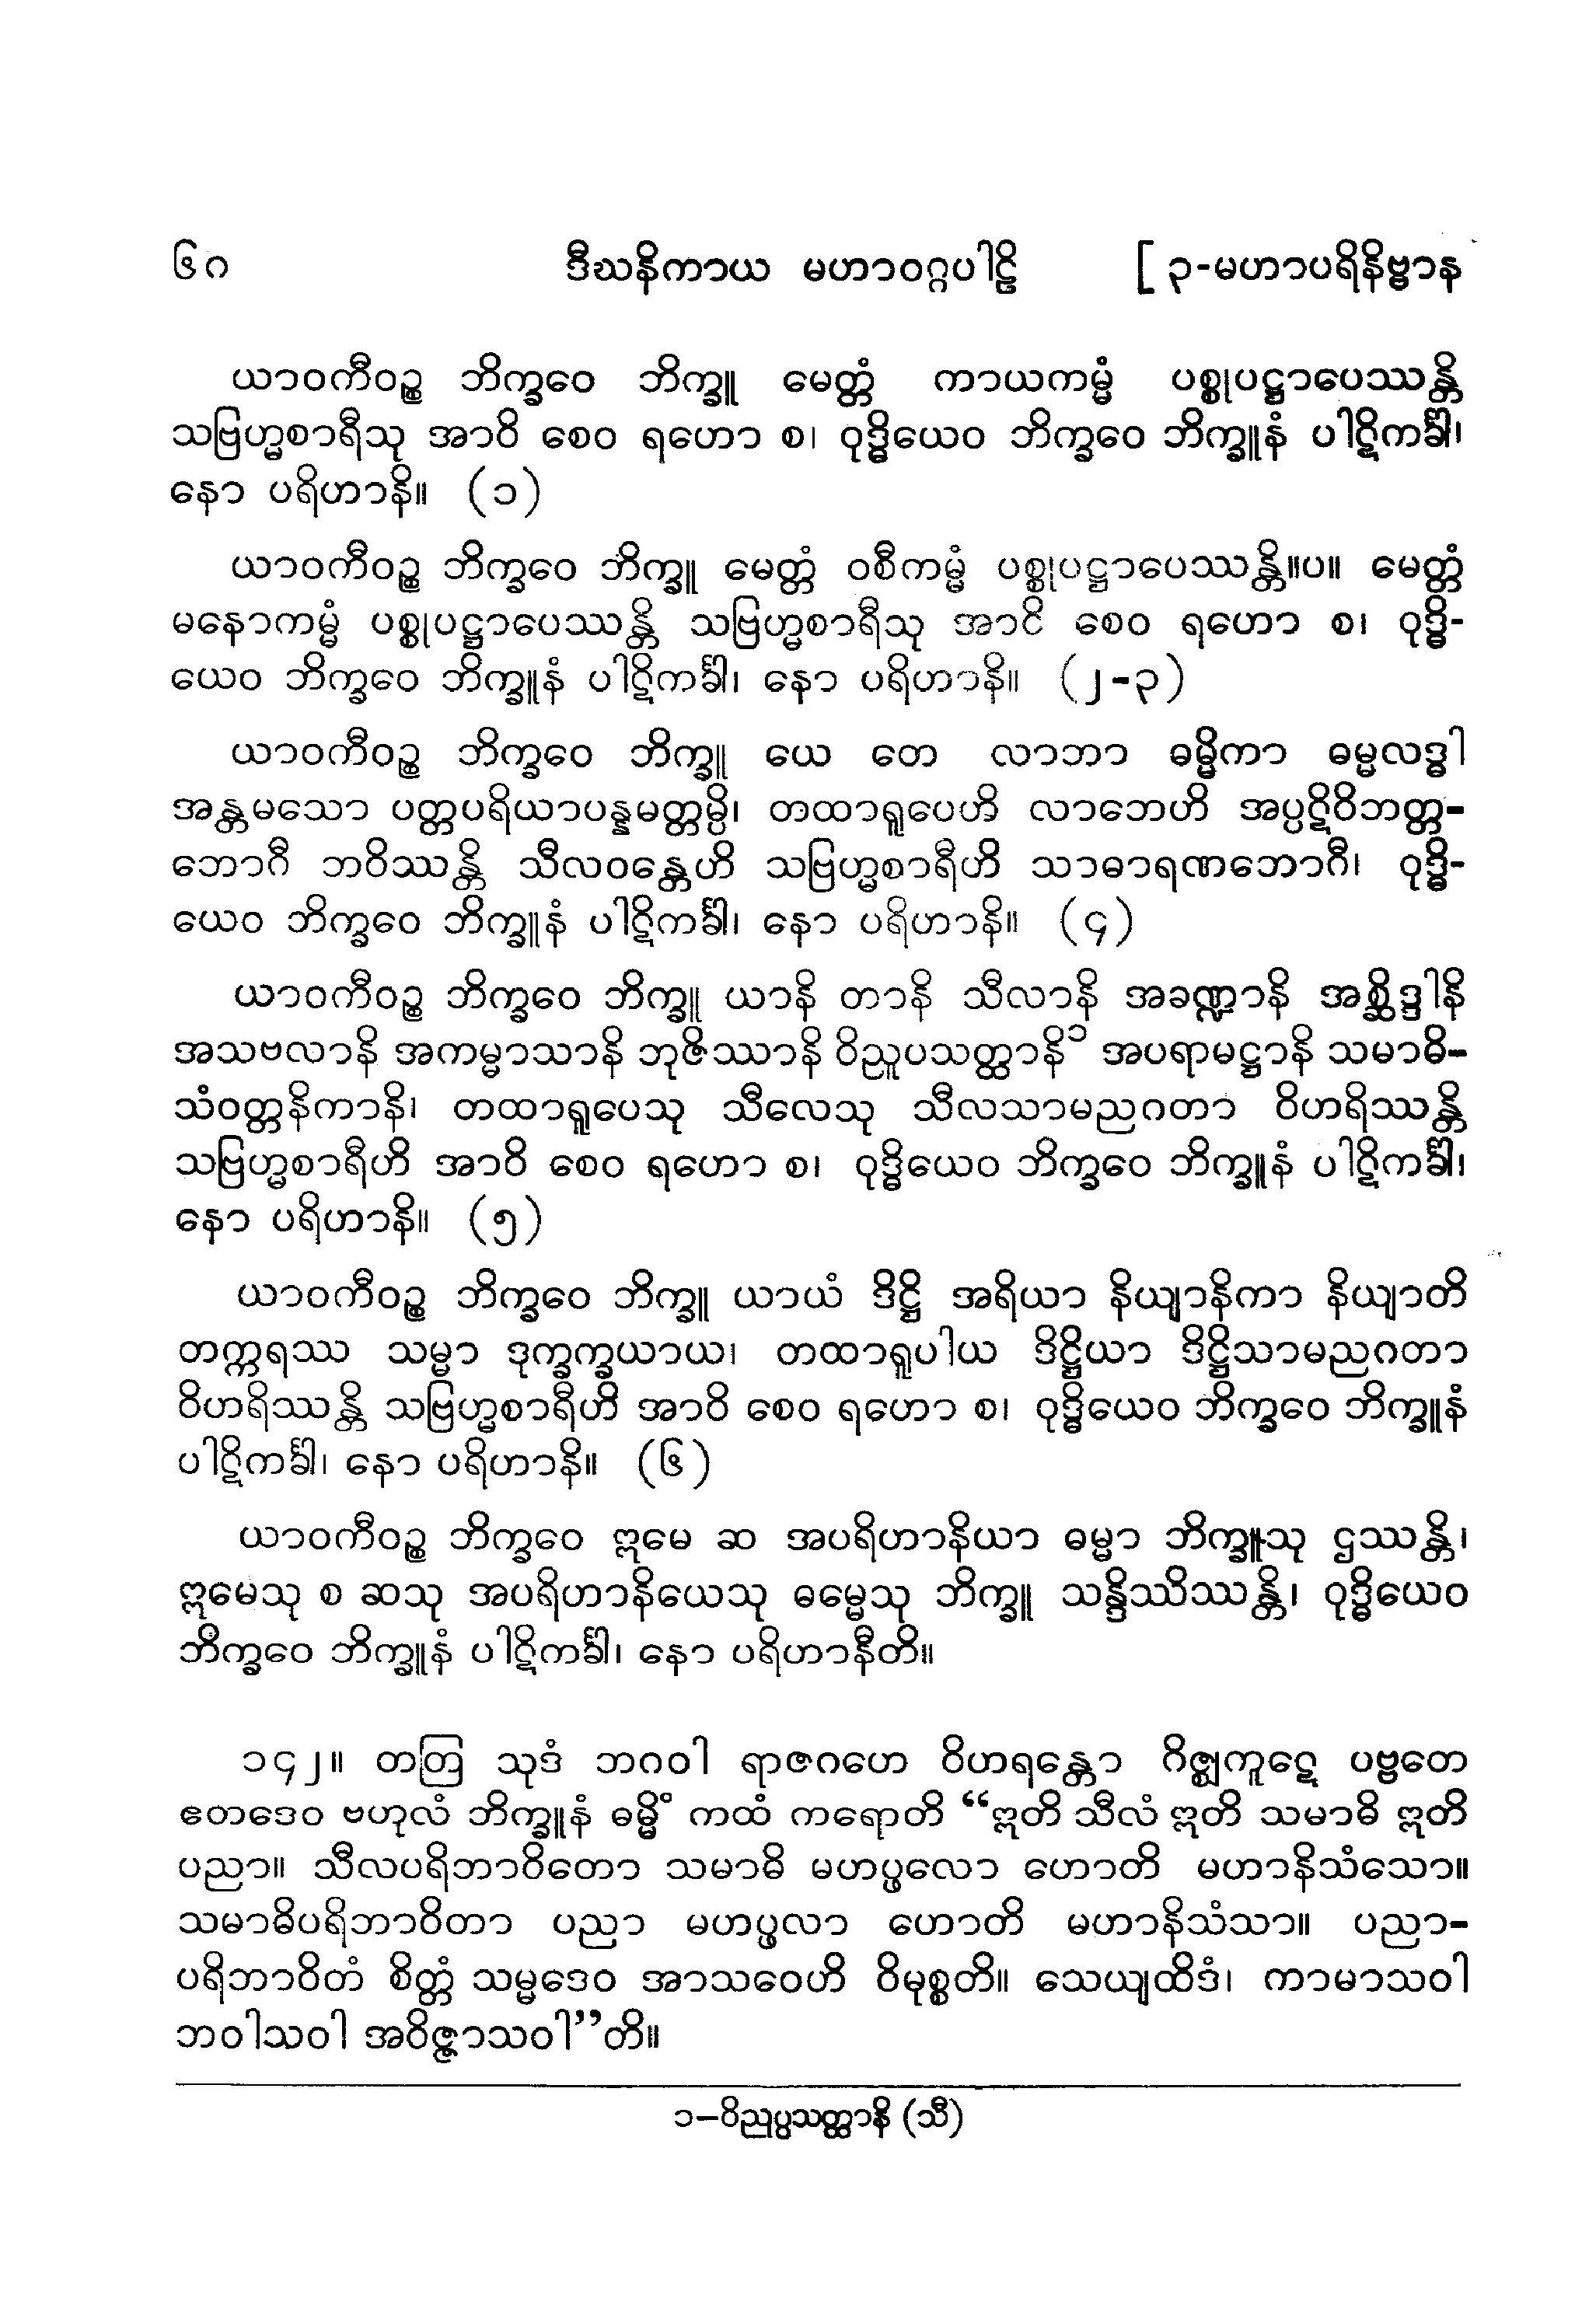 ၆၀ ဒီဃနိကာယ မဟာဝဂ္ဂပါဠိ [ ၃-မဟာပရိနိဗ္ဗာန
ယာဝကီဝဉ္စ ဘိက္ခဝေ ဘိက္ခူ မေတ္တံ ကာယကမ္မံ ပစ္စုပဋ္ဌာပေဿန္တိ
သဗြဟ္မစာရီသု အာဝိ စေဝ ရဟော စ၊ ဝုဒ္ဓိယေဝ ဘိက္ခဝေ ဘိက္ခူနံ ပါဋိကင်္ခါ၊
နော ပရိဟာနိ။ (၁)
ယာဝကီဝဉ္စ ဘိက္ခဝေ ဘိက္ခူ မေတ္တံ ဝစီကမ္မံ ပစ္စုပဋ္ဌာပေဿန္တိ။ပ။ မေတ္တံ
မနောကမ္မံ ပစ္စုပဋ္ဌာပေဿန္တိ သဗြဟ္မစာရီသု အာဝိ စေဝ ရဟော စ၊ ဝုဒ္ဓိ-
ယေဝ ဘိက္ခဝေ ဘိက္ခူနံ ပါဋိကင်္ခါ၊ နော ပရိဟာနိ။ (၂-၃)
ယာဝကီဝဉ္စ ဘိက္ခဝေ ဘိက္ခူ ယေ တေ လာဘာ ဓမ္မိကာ ဓမ္မလဒ္ဓါ
အန္တမသော ပတ္တပရိယာပန္နမတ္တမ္ပိ၊ တထာရူပေဟိ လာဘေဟိ အပ္ပဋိဝိဘတ္တ-
ဘောဂီ ဘဝိဿန္တိ သီလဝန္တေဟိ သဗြဟ္မစာရီဟိ သာဓာရဏဘောဂီ၊ ဝုဒ္ဓိ-
ယေဝ ဘိက္ခဝေ ဘိက္ခူနံ ပါဋိကင်္ခါ၊ နော ပရိဟာနိ။ (၄)
ယာဝကီဝဉ္စ ဘိက္ခဝေ ဘိက္ခူ ယာနိ တာနိ သီလာနိ အခဏ္ဍာနိ အစ္ဆိဒ္ဒါနိ
အသဗလာနိ အကမ္မာသာနိ ဘုဇိဿာနိ ဝိညူပသတ္ထာနိ၁ အပရာမဋ္ဌာနိ သမာဓိ-
သံဝတ္တနိကာနိ၊ တထာရူပေသု သီလေသု သီလသာမညဂတာ ဝိဟရိဿန္တိ
သဗြဟ္မစာရီဟိ အာဝိ စေဝ ရဟော စ၊ ဝုဒ္ဓိယေဝ ဘိက္ခဝေ ဘိက္ခူနံ ပါဋိကင်္ခါ၊
နော ပရိဟာနိ။ (၅)
ယာဝကီဝဉ္စ ဘိက္ခဝေ ဘိက္ခူ ယာယံ ဒိဋ္ဌိ အရိယာ နိယျာနိကာ နိယျာတိ
တက္ကရဿ သမ္မာ ဒုက္ခက္ခယာယ၊ တထာရူပါယ ဒိဋ္ဌိယာ ဒိဋ္ဌိသာမညဂတာ
ဝိဟရိဿန္တိ သဗြဟ္မစာရီဟိ အာဝိ စေဝ ရဟော စ၊ ဝုဒ္ဓိယေဝ ဘိက္ခဝေ ဘိက္ခူနံ
ပါဋိကင်္ခါ၊ နော ပရိဟာနိ။ (၆)
ယာဝကီဝဉ္စ ဘိက္ခဝေ ဣမေ ဆ အပရိဟာနိယာ ဓမ္မာ ဘိက္ခူသု ဌဿန္တိ၊
ဣမေသု စ ဆသု အပရိဟာနိယေသု ဓမ္မေသု ဘိက္ခူ သန္ဒိဿိဿန္တိ၊ ဝုဒ္ဓိယေဝ
ဘိက္ခဝေ ဘိက္ခူနံ ပါဋိကင်္ခါ၊ နော ပရိဟာနီတိ။
၁၄၂။ တတြ သုဒံ ဘဂဝါ ရာဇဂဟေ ဝိဟရန္တော ဂိဇ္ဈကူဋေ ပဗ္ဗတေ
ဧတဒေဝ ဗဟုလံ ဘိက္ခူနံ ဓမ္မိံ ကထံ ကရောတိ “ဣတိ သီလံ ဣတိ သမာဓိ ဣတိ
ပညာ။ သီလပရိဘာဝိတော သမာဓိ မဟပ္ဖလော ဟောတိ မဟာနိသံသော။
သမာဓိပရိဘာဝိတာ ပညာ မဟပ္ဖလာ ဟောတိ မဟာနိသံသာ။ ပညာ-
ပရိဘာဝိတံ စိတ္တံ သမ္မဒေဝ အာသဝေဟိ ဝိမုစ္စတိ။ သေယျထိဒံ၊ ကာမာသဝါ
ဘဝါသဝါ အဝိဇ္ဇာသဝါ”တိ။
၁-ဝိညုပ္ပသတ္ထာနိ (သီ)